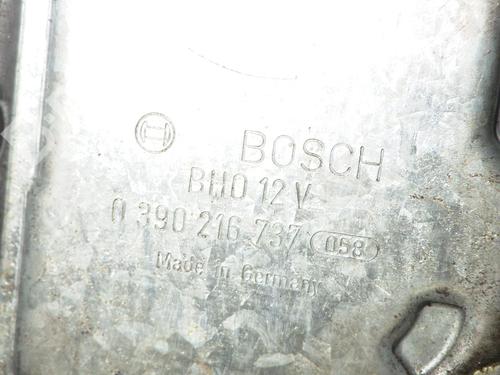 BOSCH
BHO 12 V
0 390 216 737 058
Made in Germany